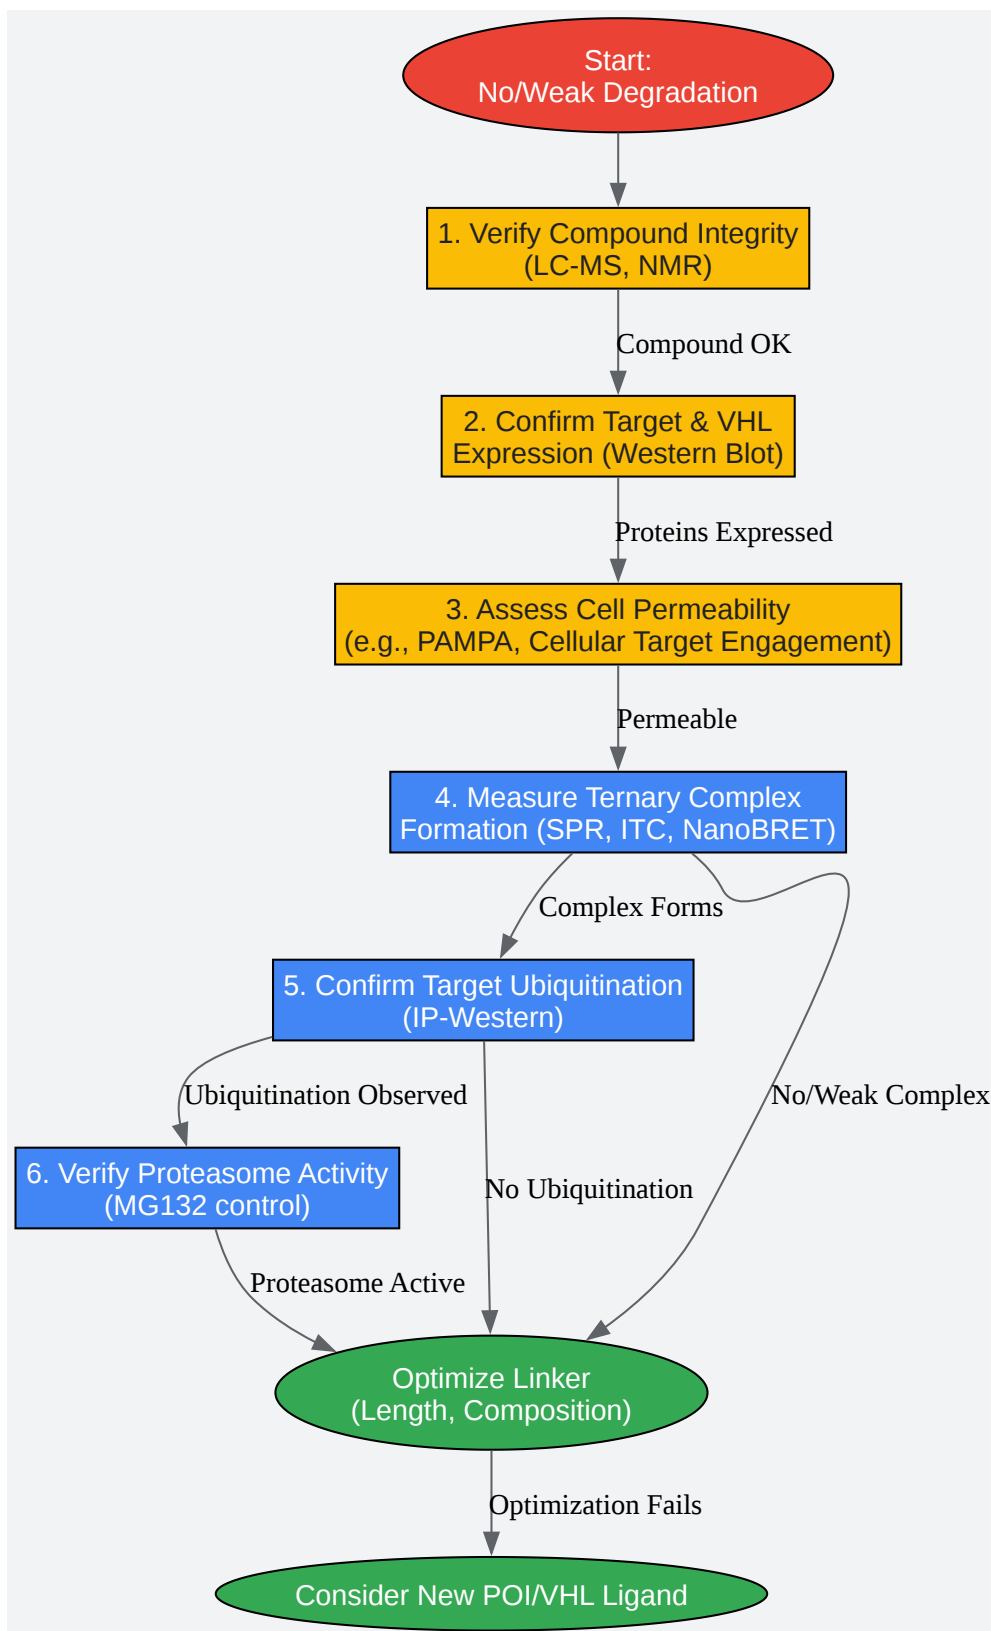 Start:
No/Weak Degradation
1. Verify Compound Integrity
(LC-MS, NMR)
Compound OK
2. Confirm Target & VHL
Expression (Western Blot)
Proteins Expressed
3. Assess Cell Permeability
(e.g., PAMPA, Cellular Target Engagement)
Permeable
4. Measure Ternary Complex
Formation (SPR, ITC, NanoBRET)
Complex Forms
5. Confirm Target Ubiquitination
(IP-Western)
Ubiquitination Observed
No/Weak Complex
6. Verify Proteasome Activity
(MG132 control)
No Ubiquitination
Proteasome Active
Optimize Linker
(Length, Composition)
Optimization Fails
Consider New POI/VHL Ligand